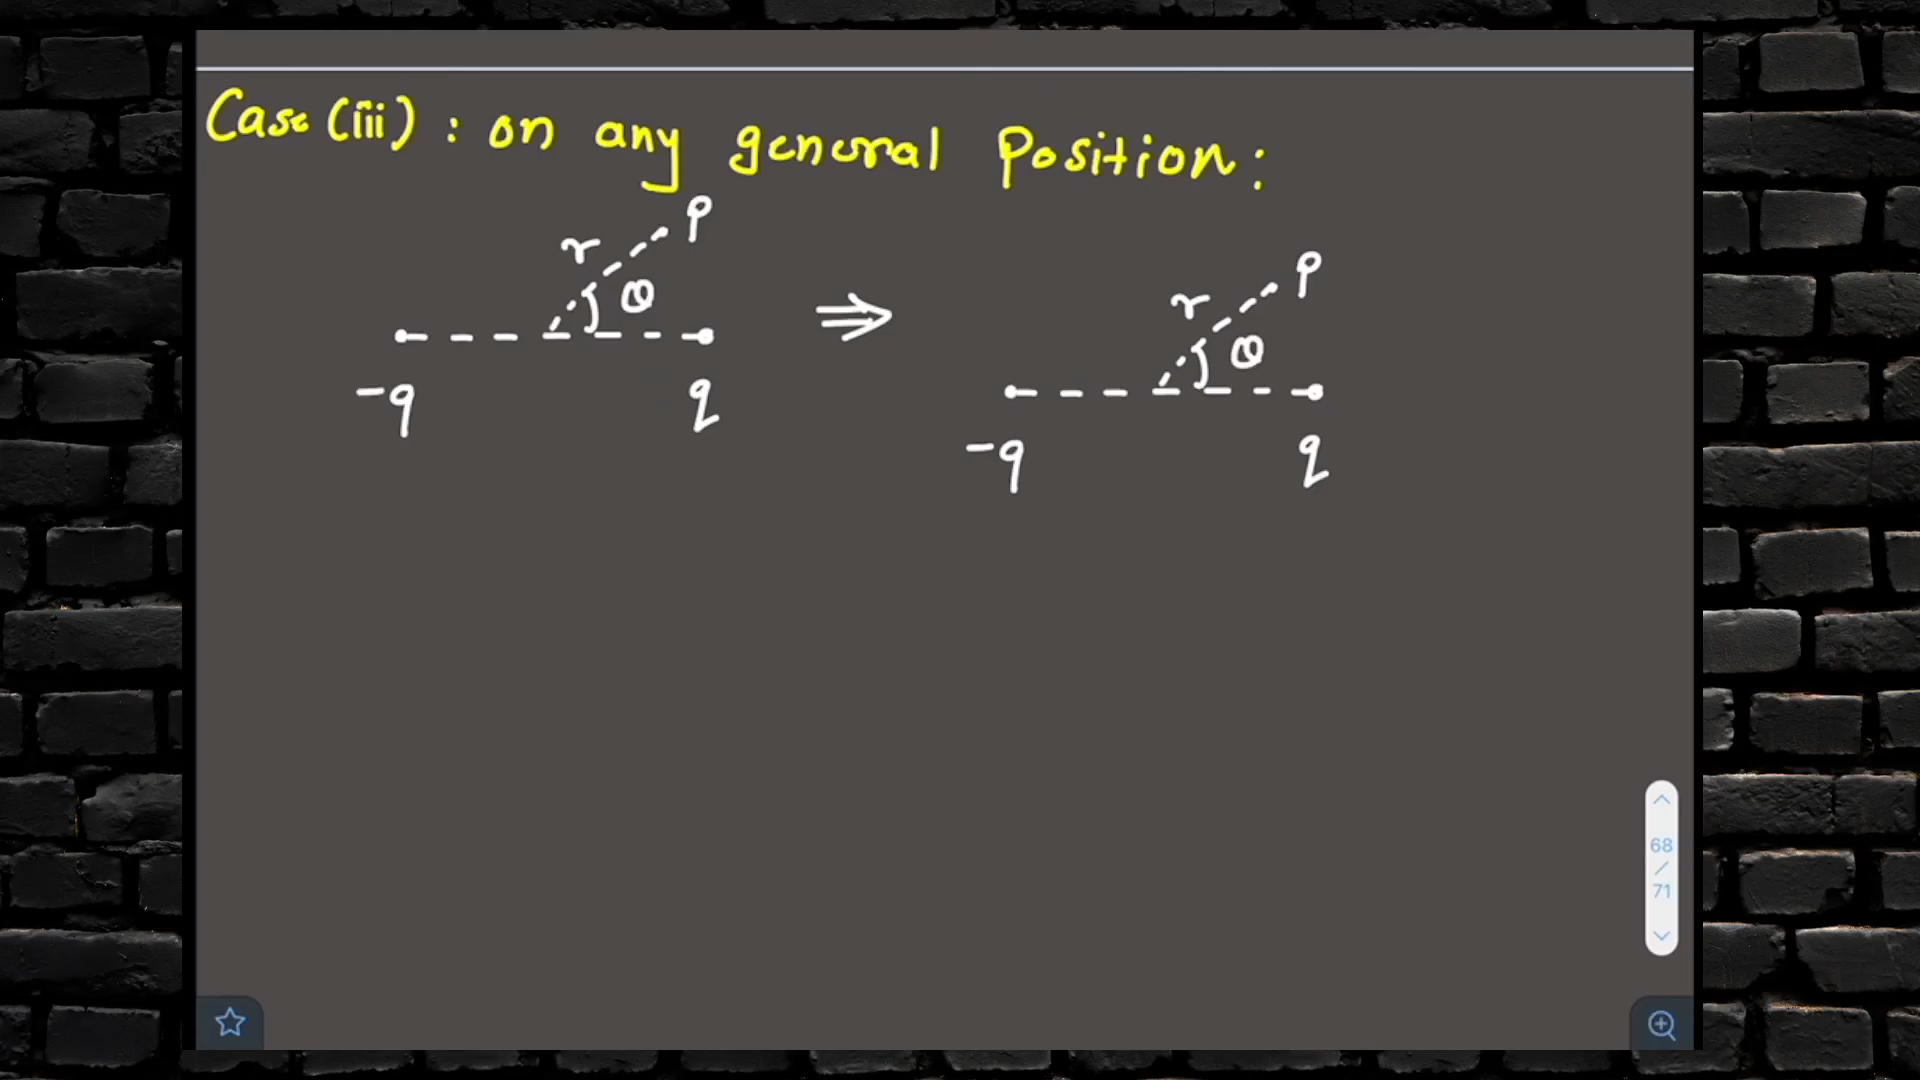 Case (iii) : on any general Position :
r P
θ
-q q
⇒
r P
θ
-q q
68
/
71